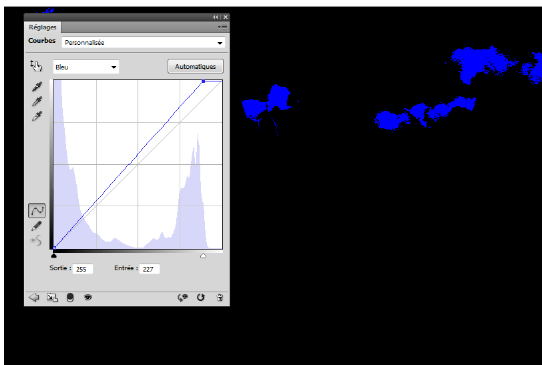 Réglages
Courbes Personnalisée
Bleu Automatiques
Sortie : 255 Entrée : 227